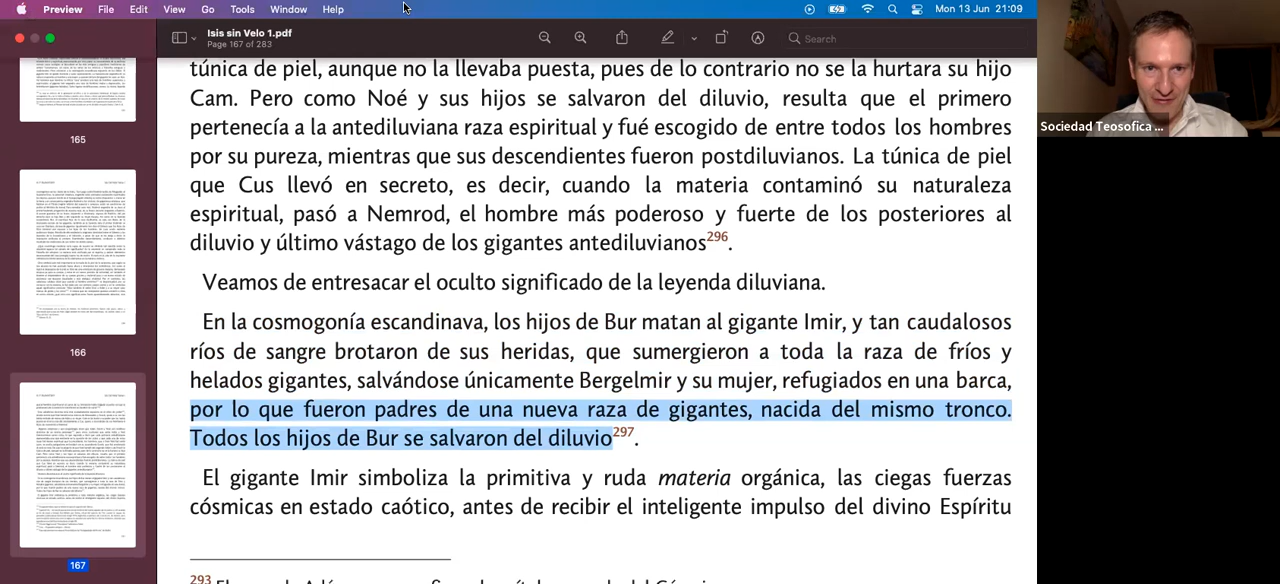 Preview File Edit View Go Tools Window Help Mon 13 Jun 21:09
Isis sin Velo 1.pdf
Page 167 of 283
Search
165
166
167
túnica de piel, antes como la llevaba puesta, pues de lo contrario no se la hurtara su hijo
Cam. Pero como Noé y sus hijos se salvaron del diluvio, resulta que el primero
pertenecía a la antediluviana raza espiritual y fué escogido de entre todos los hombres
por su pureza, mientras que sus descendientes fueron postdiluvianos. La túnica de piel
que Cus llevó en secreto, es decir, cuando la materia contaminó su naturaleza
espiritual, pasó a Nemrod, el hombre más poderoso y fuerte de los posteriores al
diluvio y último vástago de los gigantes antediluvianos296.
Veamos de entresacar el oculto significado de la leyenda diluviana.
En la cosmogonía escandinava, los hijos de Bur matan al gigante Imir, y tan caudalosos
ríos de sangre brotaron de sus heridas, que sumergieron a toda la raza de fríos y
helados gigantes, salvándose únicamente Bergelmir y su mujer, refugiados en una barca,
por lo que fueron padres de una nueva raza de gigantes, nacida del mismo tronco.
Todos los hijos de Bur se salvaron del diluvio297.
El gigante Imir simboliza la primitiva y ruda materia orgánica, las ciegas fuerzas
cósmicas en estado caótico, antes de recibir el inteligente impulso del divino Espíritu
293
Sociedad Teosofica ...